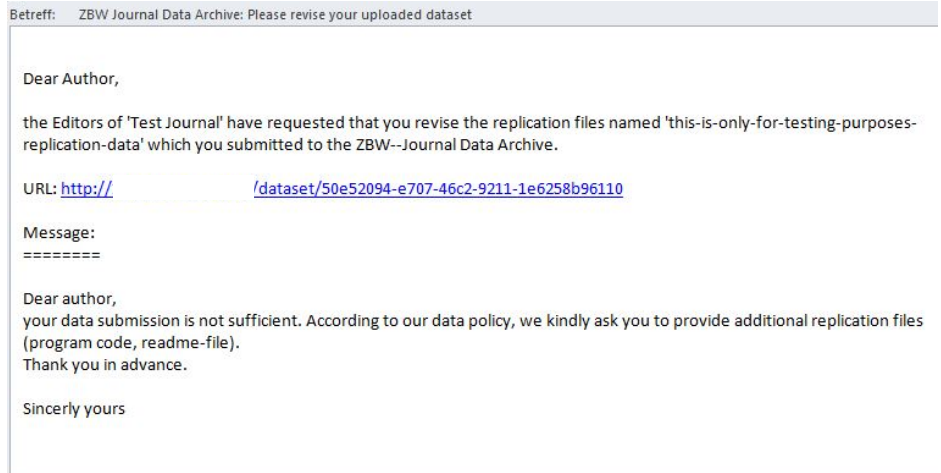 Betreff: ZBW Journal Data Archive: Please revise your uploaded dataset
Dear Author,
the Editors of 'Test Journal' have requested that you revise the replication files named 'this-is-only-for-testing-purposes-
replication-data' which you submitted to the ZBW--Journal Data Archive.
URL: http:// /dataset/50e52094-e707-46c2-9211-1e6258b96110
Message:
========
Dear author,
your data submission is not sufficient. According to our data policy, we kindly ask you to provide additional replication files
(program code, readme-file).
Thank you in advance.
Sincerly yours